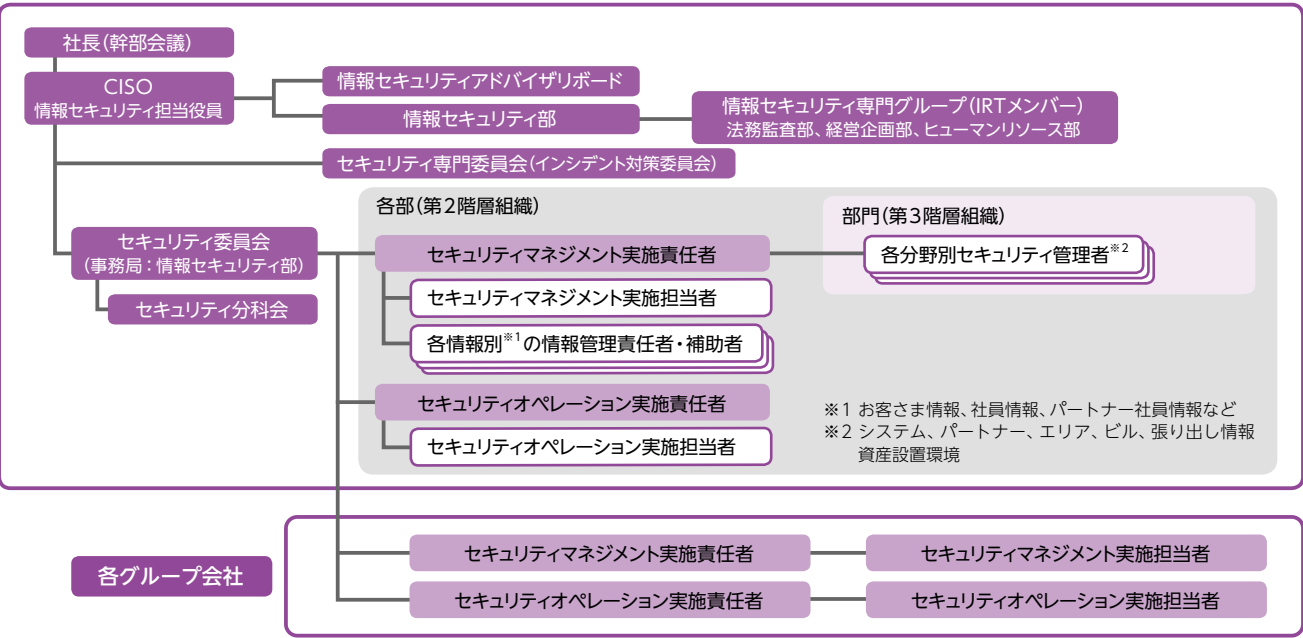 社長(幹部会議)
CISO
情報セキュリティ担当役員
情報セキュリティアドバイザリボード
情報セキュリティ部
情報セキュリティ専門グループ(IRTメンバー)
法務監査部、経営企画部、ヒューマンリソース部
セキュリティ専門委員会(インシデント対策委員会)
セキュリティ委員会
(事務局:情報セキュリティ部)
セキュリティ分科会
各部(第2階層組織)
セキュリティマネジメント実施責任者
セキュリティマネジメント実施担当者
各情報別※1の情報管理責任者・補助者
セキュリティオペレーション実施責任者
セキュリティオペレーション実施担当者
部門(第3階層組織)
各分野別セキュリティ管理者※2
※1 お客さま情報、社員情報、パートナー社員情報など
※2 システム、パートナー、エリア、ビル、張り出し情報
資産設置環境
各グループ会社
セキュリティマネジメント実施責任者
セキュリティマネジメント実施担当者
セキュリティオペレーション実施責任者
セキュリティオペレーション実施担当者